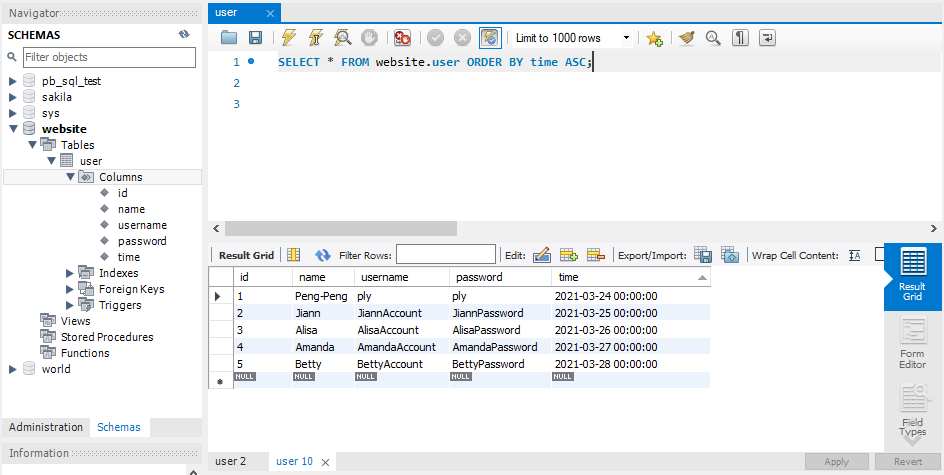 Navigator
SCHEMAS
Filter objects
pb_sql_test
sakila
sys
website
Tables
user
Columns
id
name
username
password
time
Indexes
Foreign Keys
Triggers
Views
Stored Procedures
Functions
world
Administration Schemas
Information
user
Limit to 1000 rows
1 SELECT * FROM website.user ORDER BY time ASC;
2
3
Result Grid Filter Rows: Edit: Export/Import: Wrap Cell Content:
id name username password time
1 Peng-Peng ply ply 2021-03-24 00:00:00
2 Jiann JiannAccount JiannPassword 2021-03-25 00:00:00
3 Alisa AlisaAccount AlisaPassword 2021-03-26 00:00:00
4 Amanda AmandaAccount AmandaPassword 2021-03-27 00:00:00
5 Betty BettyAccount BettyPassword 2021-03-28 00:00:00
NULL NULL NULL NULL NULL
Result
Grid
Form
Editor
Field
Types
user 2 user 10
Apply Revert